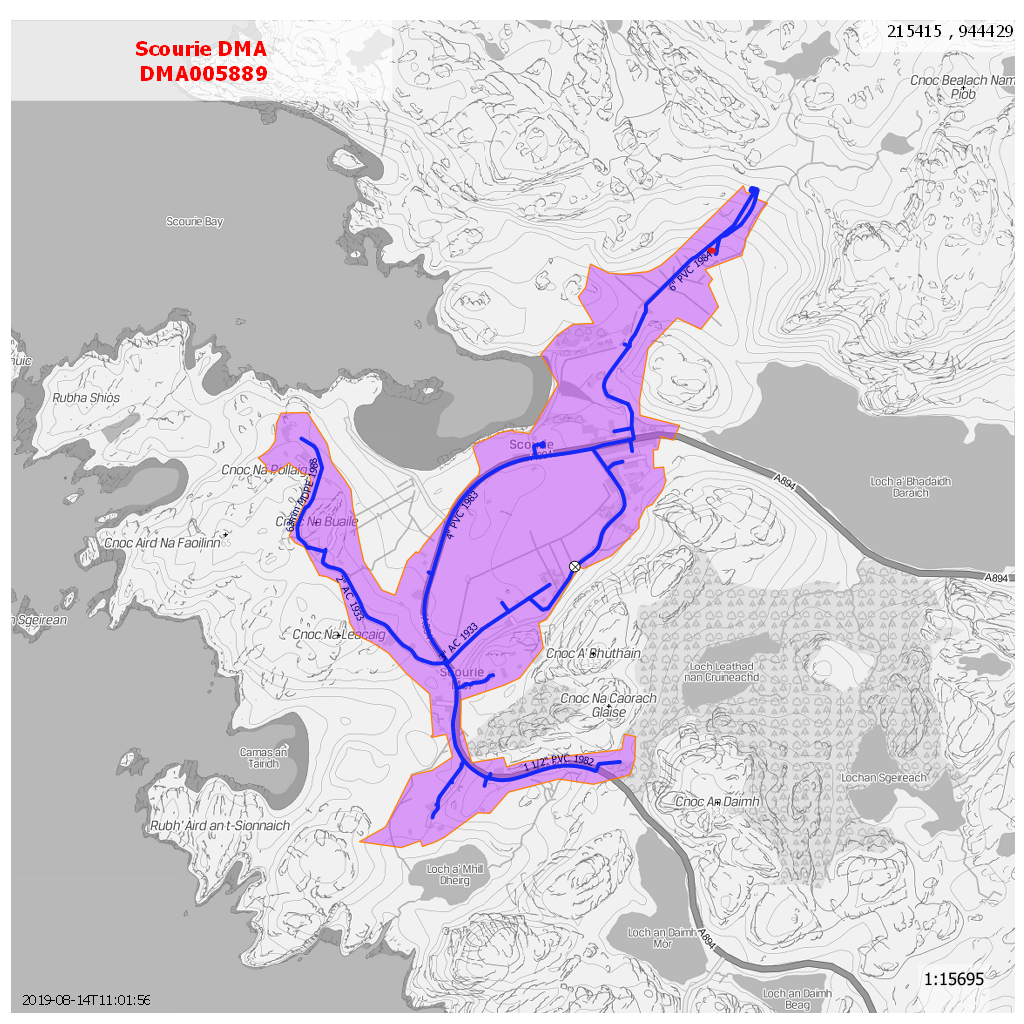 Scourie DMA
DMA005889
215415 , 944429
Cnoc Bealach Nam
Piob
Scourie Bay
6" PVC 1984
Rubha Shios
Scourie
Cnoc Na Pollaig
63mm MDPE 1988
4" PVC 1983
A894
Loch a' Bhadaidh
Daraich
Cnoc Na Buaile
Cnoc Aird Na Faoilinn
2" AC 1933
A894
n Sgeirean
Cnoc Na Leacaig
AC 1933
Cnoc A' Bhuthain
Loch Leathad
nan Cruineachd
Scourie
Cnoc Na Caorach
Glaise
Camas an
Tairidh
1 1/2" PVC 1982
Lochan Sgeireach
Cnoc An Daimh
Rubh' Aird an t-Sionnaich
Loch a' Mhill
Dheirg
Loch an Daimh
Mor
A894
1:15695
2019-08-14T11:01:56
Loch an Daimh
Beag